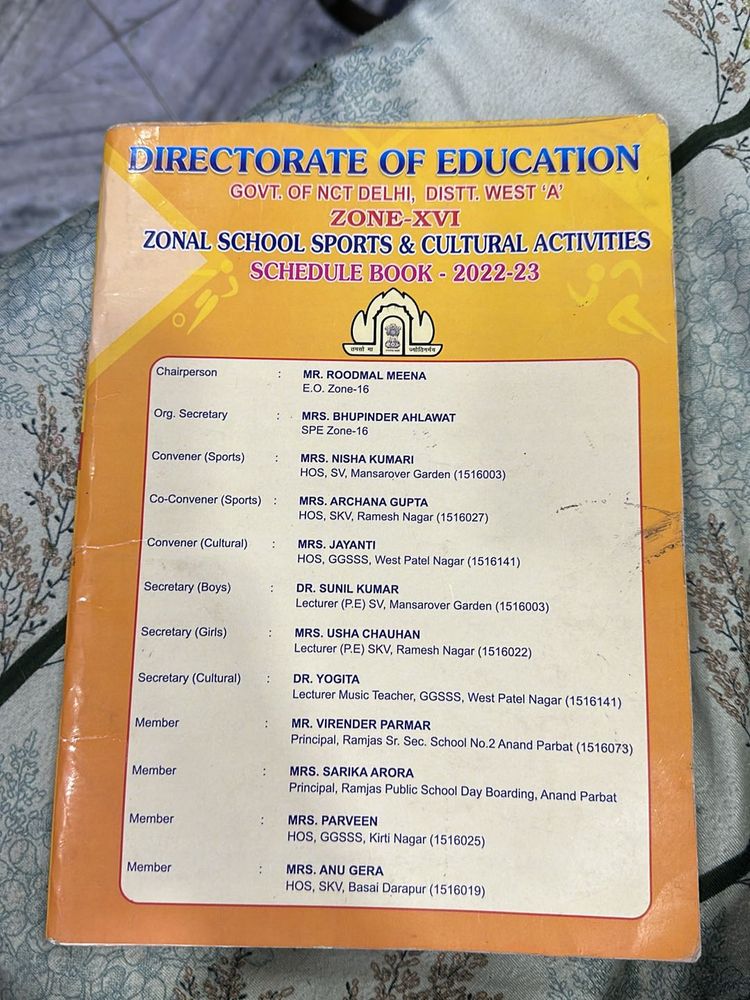 DIRECTORATE OF EDUCATION
GOVT. OF NCT DELHI, DISTT. WEST 'A'
ZONE-XVI
ZONAL SCHOOL SPORTS & CULTURAL ACTIVITIES
SCHEDULE BOOK - 2022-23
तमसो मा ज्योतिर्गमय
Chairperson : MR. ROODMAL MEENA
E.O. Zone-16
Org. Secretary : MRS. BHUPINDER AHLAWAT
SPE Zone-16
Convener (Sports) : MRS. NISHA KUMARI
HOS, SV, Mansarover Garden (1516003)
Co-Convener (Sports) : MRS. ARCHANA GUPTA
HOS, SKV, Ramesh Nagar (1516027)
Convener (Cultural) : MRS. JAYANTI
HOS, GGSSS, West Patel Nagar (1516141)
Secretary (Boys) : DR. SUNIL KUMAR
Lecturer (P.E) SV, Mansarover Garden (1516003)
Secretary (Girls) : MRS. USHA CHAUHAN
Lecturer (P.E) SKV, Ramesh Nagar (1516022)
Secretary (Cultural) : DR. YOGITA
Lecturer Music Teacher, GGSSS, West Patel Nagar (1516141)
Member : MR. VIRENDER PARMAR
Principal, Ramjas Sr. Sec. School No.2 Anand Parbat (1516073)
Member : MRS. SARIKA ARORA
Principal, Ramjas Public School Day Boarding, Anand Parbat
Member : MRS. PARVEEN
HOS, GGSSS, Kirti Nagar (1516025)
Member : MRS. ANU GERA
HOS, SKV, Basai Darapur (1516019)